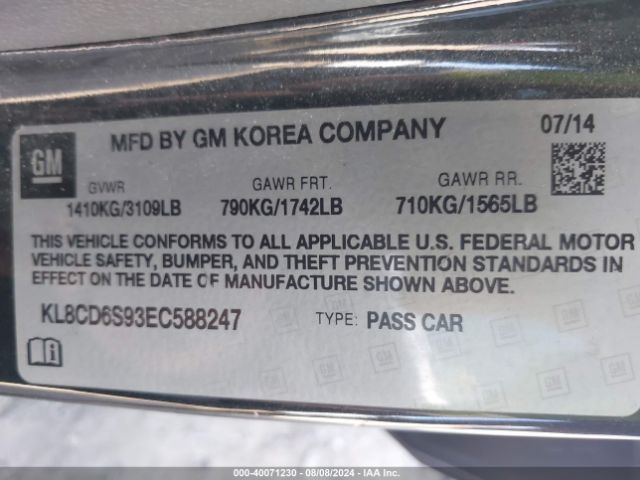 GM
MFD BY GM KOREA COMPANY 07/14
GVWR GAWR FRT. GAWR RR.
1410KG/3109LB 790KG/1742LB 710KG/1565LB
THIS VEHICLE CONFORMS TO ALL APPLICABLE U.S. FEDERAL MOTOR
VEHICLE SAFETY, BUMPER, AND THEFT PREVENTION STANDARDS IN
EFFECT ON THE DATE OF MANUFACTURE SHOWN ABOVE.
KL8CD6S93EC588247 TYPE: PASS CAR
000-40071230 - 08/08/2024 - IAA Inc.